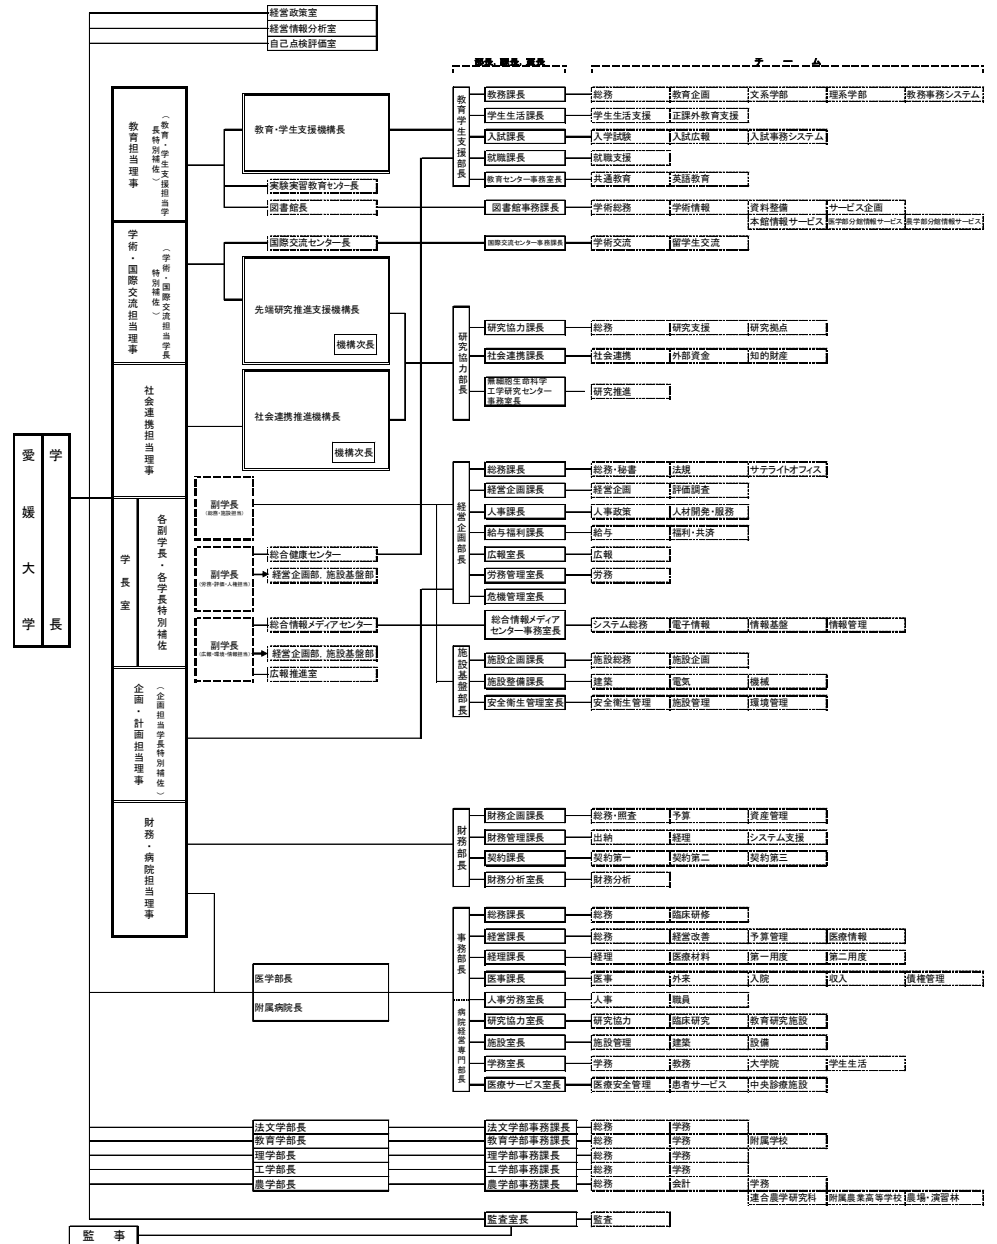 経営政策室
経営情報分析室
自己点検評価室
部長、課長、室長
チーム
教育担当理事
（教育・学生支援担当学長特別補佐）
学術・国際交流担当理事
（学術・国際交流担当学長特別補佐）
社会連携担当理事
学長室
各副学長・各学長特別補佐
企画・計画担当理事
（企画担当学長特別補佐）
財務・病院担当理事
愛媛大学
学長
教育・学生支援機構長
実験実習教育センター長
図書館長
国際交流センター長
先端研究推進支援機構長
機構次長
社会連携推進機構長
機構次長
副学長
（総務・施設担当）
副学長
（労務・評価・人権担当）
総合健康センター
経営企画部、施設基盤部
副学長
（広報・環境・情報担当）
総合情報メディアセンター
経営企画部、施設基盤部
広報推進室
教育学生支援部長
教務課長 総務 教育企画 文系学部 理系学部 教務事務システム
学生生活課長 学生生活支援 正課外教育支援
入試課長 入学試験 入試広報 入試事務システム
就職課長 就職支援
教育センター事務室長 共通教育 英語教育
図書館事務課長 学術総務 学術情報 資料整備 サービス企画
本館情報サービス 医学部分館情報サービス 農学部分館情報サービス
国際交流センター事務課長 学術交流 留学生交流
研究協力部長
研究協力課長 総務 研究支援 研究拠点
社会連携課長 社会連携 外部資金 知的財産
無細胞生命科学
工学研究センター
事務室長
研究推進
経営企画部長
総務課長 総務・秘書 法規 サテライトオフィス
経営企画課長 経営企画 評価調査
人事課長 人事政策 人材開発・服務
給与福利課長 給与 福利・共済
広報室長 広報
労務管理室長 労務
危機管理室長
総合情報メディア
センター事務室長
システム総務 電子情報 情報基盤 情報管理
施設基盤部長
施設企画課長 施設総務 施設企画
施設整備課長 建築 電気 機械
安全衛生管理室長 安全衛生管理 施設管理 環境管理
財務部長
財務企画課長 総務・照査 予算 資産管理
財務管理課長 出納 経理 システム支援
契約課長 契約第一 契約第二 契約第三
財務分析室長 財務分析
医学部長
附属病院長
事務部長
病院経営専門部長
総務課長 総務 臨床研修
経営課長 総務 経営改善 予算管理 医療情報
経理課長 経理 医療材料 第一用度 第二用度
医事課長 医事 外来 入院 収入 債権管理
人事労務室長 人事 職員
研究協力室長 研究協力 臨床研究 教育研究施設
施設室長 施設管理 建築 設備
学務室長 学務 教務 大学院 学生生活
医療サービス室長 医療安全管理 患者サービス 中央診療施設
法文学部長 法文学部事務課長 総務 学務
教育学部長 教育学部事務課長 総務 学務 附属学校
理学部長 理学部事務課長 総務 学務
工学部長 工学部事務課長 総務 学務
農学部長 農学部事務課長 総務 会計 学務
連合農学研究科 附属農業高等学校 農場・演習林
監査室長 監査
監事